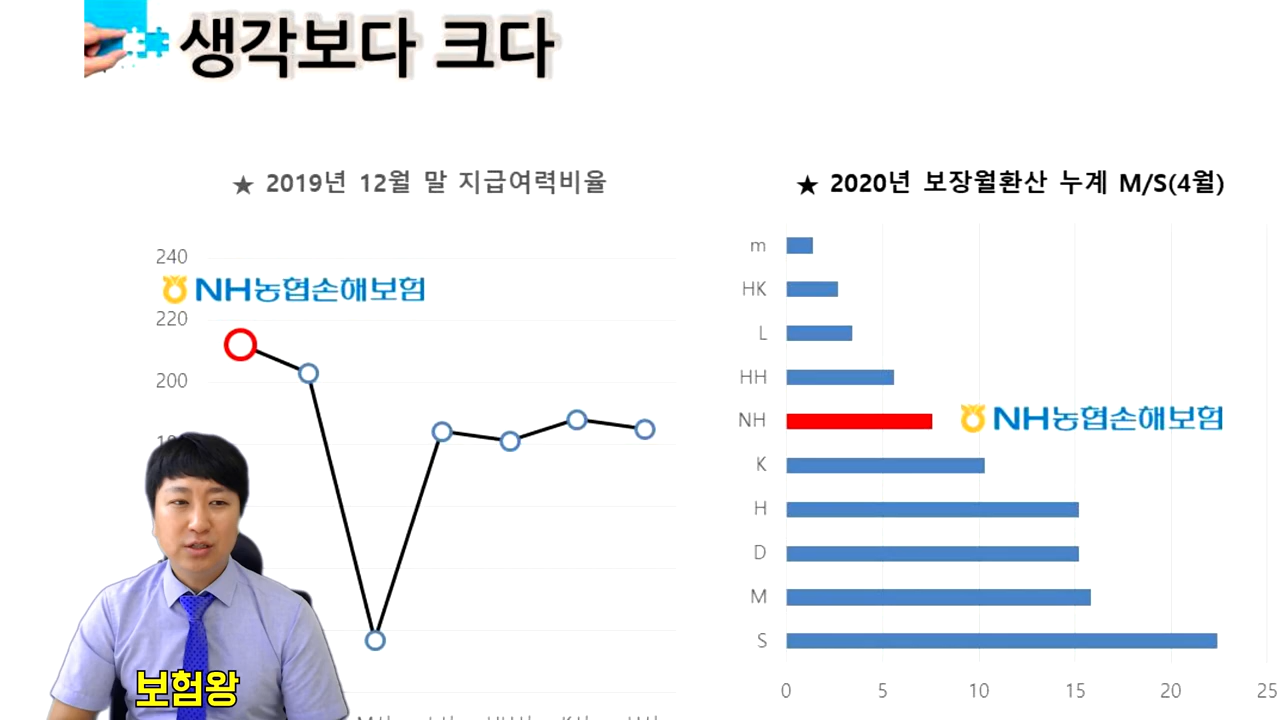 생각보다 크다
★ 2019년 12월 말 지급여력비율
240
NH농협손해보험
220
200
★ 2020년 보장월환산 누계 M/S(4월)
m
HK
L
HH
NH
NH농협손해보험
K
H
D
M
S
0 5 10 15 20 25
보험왕